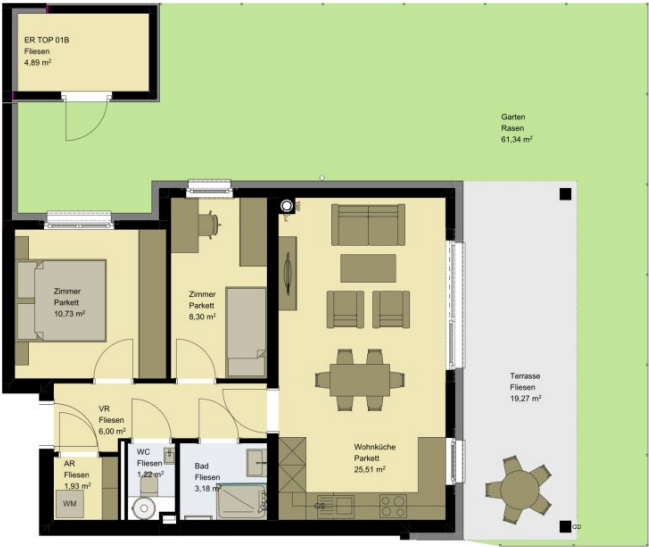 ER TOP 01B
Fliesen
4,89 m²
Garten
Rasen
61,34 m²
Zimmer
Parkett
10,73 m²
Zimmer
Parkett
8,30 m²
Terrasse
Fliesen
19,27 m²
VR
Fliesen
6,00 m²
Wohnküche
Parkett
25,51 m²
AR
Fliesen
1,93 m²
WM
WC
Fliesen
1,22 m²
Bad
Fliesen
3,18 m²